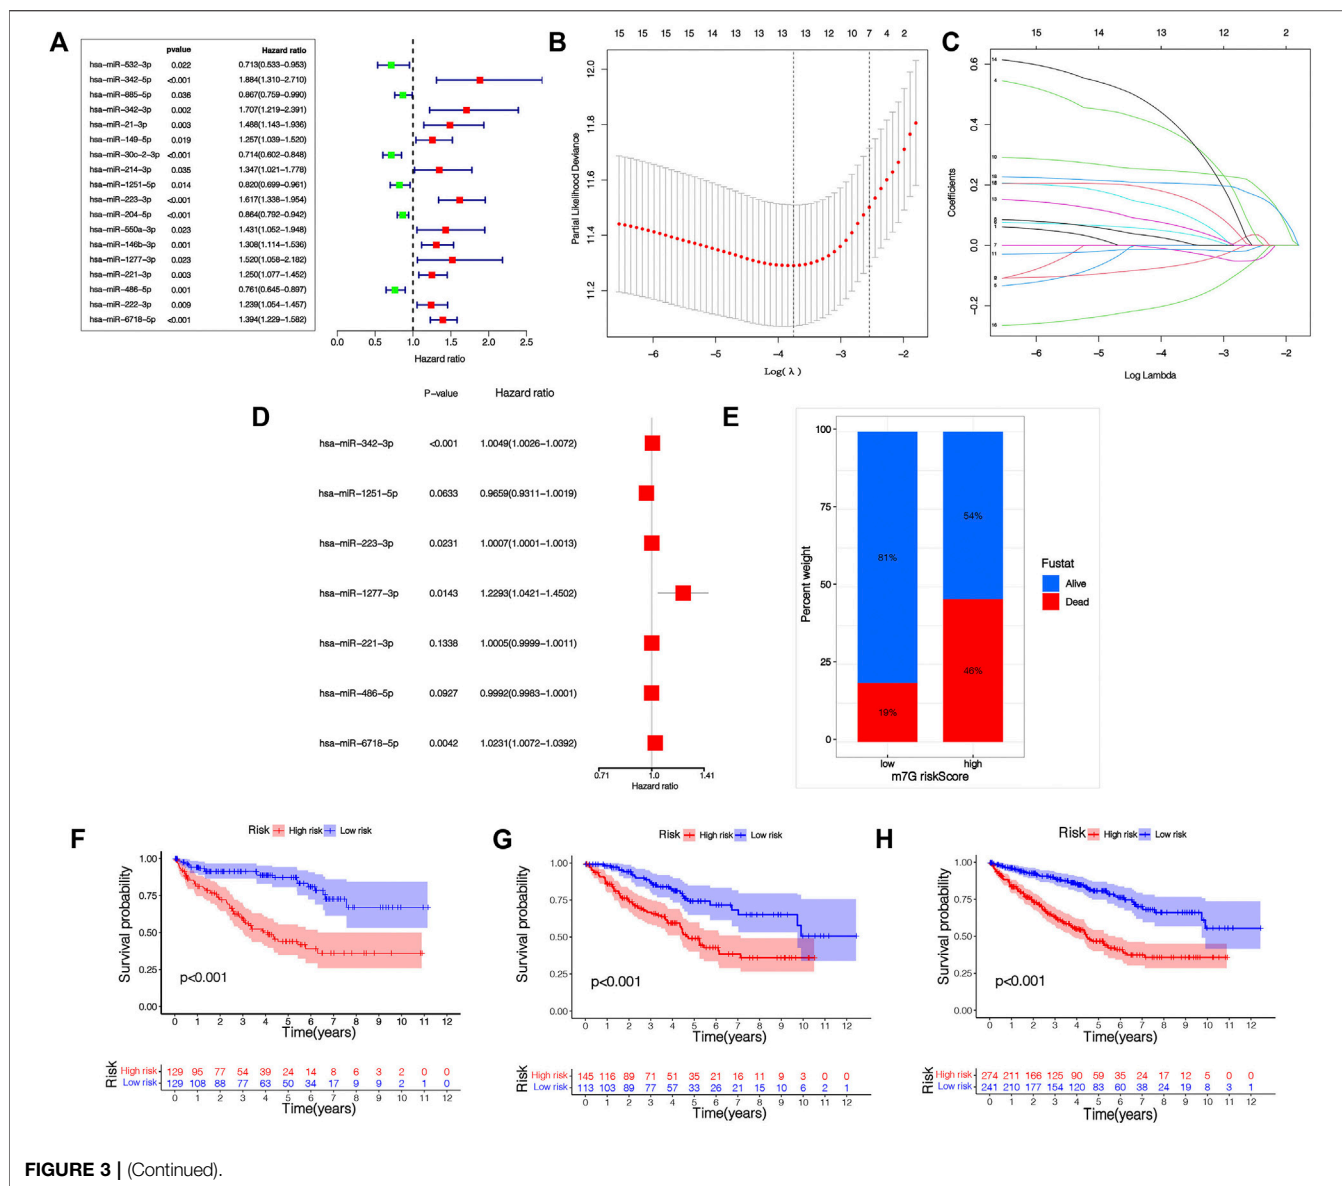 A
pvalue Hazard ratio
hsa−miR−532−3p 0.022 0.713(0.533−0.953)
hsa−miR−342−5p <0.001 1.884(1.310−2.710)
hsa−miR−885−5p 0.036 0.867(0.759−0.990)
hsa−miR−342−3p 0.002 1.707(1.219−2.391)
hsa−miR−21−3p 0.003 1.488(1.143−1.936)
hsa−miR−149−5p 0.019 1.257(1.039−1.520)
hsa−miR−30c−2−3p <0.001 0.714(0.602−0.848)
hsa−miR−214−3p 0.035 1.347(1.021−1.778)
hsa−miR−1251−5p 0.014 0.820(0.699−0.961)
hsa−miR−223−3p <0.001 1.617(1.338−1.954)
hsa−miR−204−5p <0.001 0.864(0.792−0.942)
hsa−miR−550a−3p 0.023 1.431(1.052−1.948)
hsa−miR−146b−3p 0.001 1.308(1.114−1.536)
hsa−miR−1277−3p 0.023 1.520(1.058−2.182)
hsa−miR−221−3p 0.003 1.250(1.077−1.452)
hsa−miR−486−5p 0.001 0.761(0.645−0.897)
hsa−miR−222−3p 0.009 1.239(1.054−1.457)
hsa−miR−6718−5p <0.001 1.394(1.229−1.582)
0.0 0.5 1.0 1.5 2.0 2.5
Hazard ratio
B
15 15 15 15 14 14 13 13 13 12 10 7 4 2
Partial Likelihood Deviance
12.0
11.8
11.6
11.4
11.2
−6 −5 −4 −3 −2
Log(λ)
C
15 14 13 12 2
Coefficients
0.6
0.4
0.2
0.0
−0.2
−6 −5 −4 −3 −2
Log Lambda
D
P−value Hazard ratio
hsa−miR−342−3p <0.001 1.0049(1.0026−1.0072)
hsa−miR−1251−5p 0.0633 0.9659(0.9311−1.0019)
hsa−miR−223−3p 0.0231 1.0007(1.0001−1.0013)
hsa−miR−1277−3p 0.0143 1.2293(1.0421−1.4502)
hsa−miR−221−3p 0.1338 1.0005(0.9999−1.0011)
hsa−miR−486−5p 0.0927 0.9992(0.9983−1.0001)
hsa−miR−6718−5p 0.0042 1.0231(1.0072−1.0392)
0.71 1.0 1.41
Hazard ratio
E
Percent weight
100
75
50
25
0
81%
19%
54%
46%
low high
m7G riskScore
Fustat
Alive
Dead
F
Risk High risk Low risk
Survival probability
1.00
0.75
0.50
0.25
0.00
p<0.001
0 1 2 3 4 5 6 7 8 9 10 11 12
Time(years)
Risk
High risk 129 95 77 54 39 24 14 8 6 3 2 0 0
Low risk 129 108 88 77 63 50 34 17 9 9 2 1 0
0 1 2 3 4 5 6 7 8 9 10 11 12
Time(years)
G
Risk High risk Low risk
Survival probability
1.00
0.75
0.50
0.25
0.00
p<0.001
0 1 2 3 4 5 6 7 8 9 10 11 12
Time(years)
Risk
High risk 145 116 89 71 51 35 21 16 11 9 3 0 0
Low risk 113 103 89 77 57 33 26 21 15 10 6 2 1
0 1 2 3 4 5 6 7 8 9 10 11 12
Time(years)
H
Risk High risk Low risk
Survival probability
1.00
0.75
0.50
0.25
0.00
p<0.001
0 1 2 3 4 5 6 7 8 9 10 11 12
Time(years)
Risk
High risk 274 211 166 125 90 59 35 24 17 12 5 0 0
Low risk 241 210 177 154 120 83 60 38 24 19 8 3 1
0 1 2 3 4 5 6 7 8 9 10 11 12
Time(years)
FIGURE 3 | (Continued).